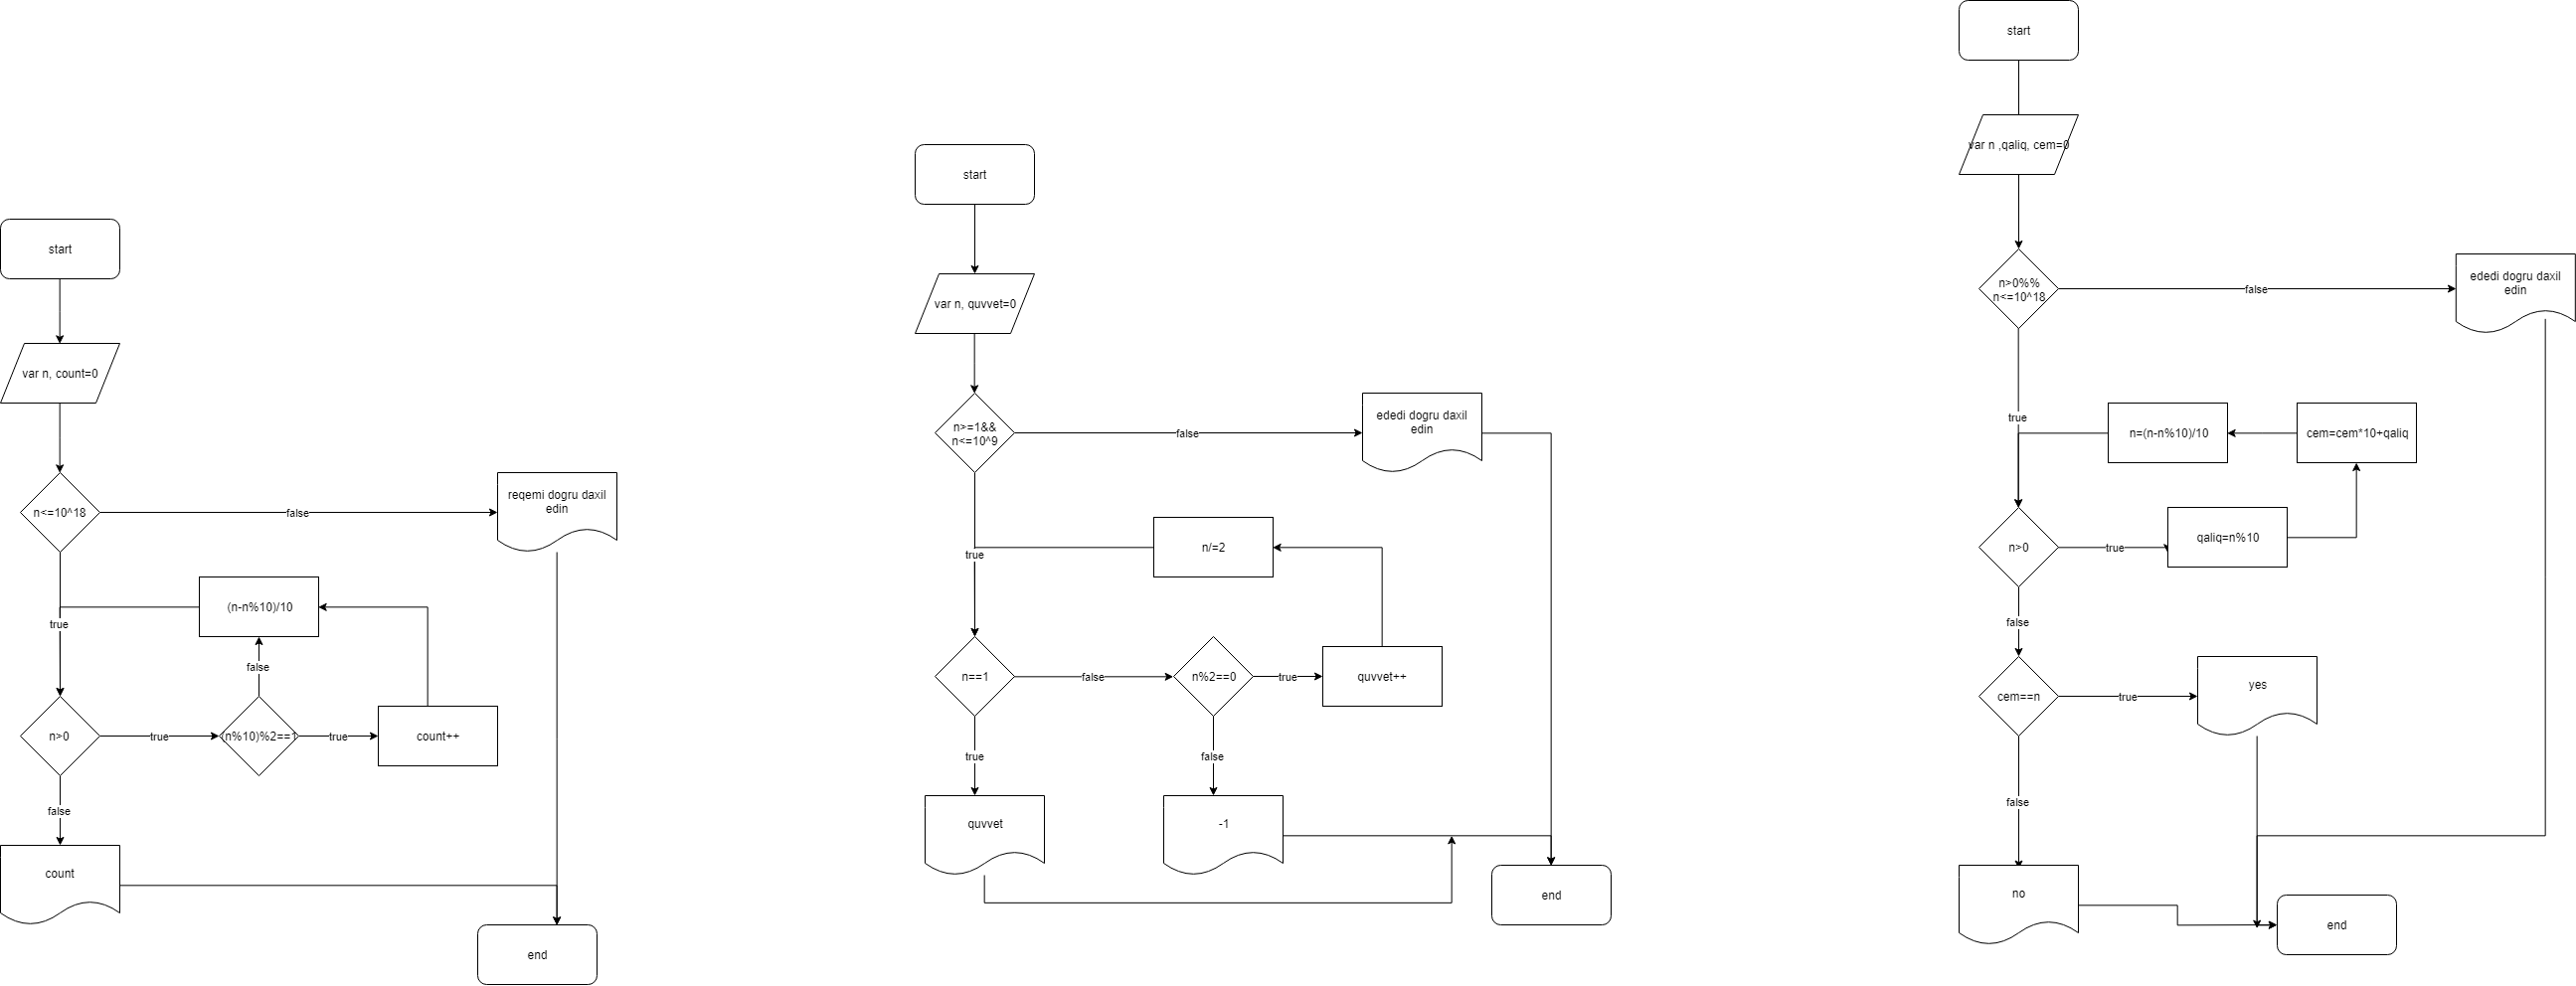 start
var n, count=0
n<=10^18
false
reqemi dogru daxil
edin
true
(n-n%10)/10
false
n>0
true
(n%10)%2==1
true
count++
false
count
end
start
var n, quvvet=0
n>=1&&
n<=10^9
false
ededi dogru daxil
edin
true
n/=2
n==1
false
n%2==0
true
quvvet++
true
false
quvvet
-1
end
start
var n ,qaliq, cem=0
n>0%%
n<=10^18
false
ededi dogru daxil
edin
true
n=(n-n%10)/10
cem=cem*10+qaliq
n>0
true
qaliq=n%10
false
cem==n
true
yes
false
no
end